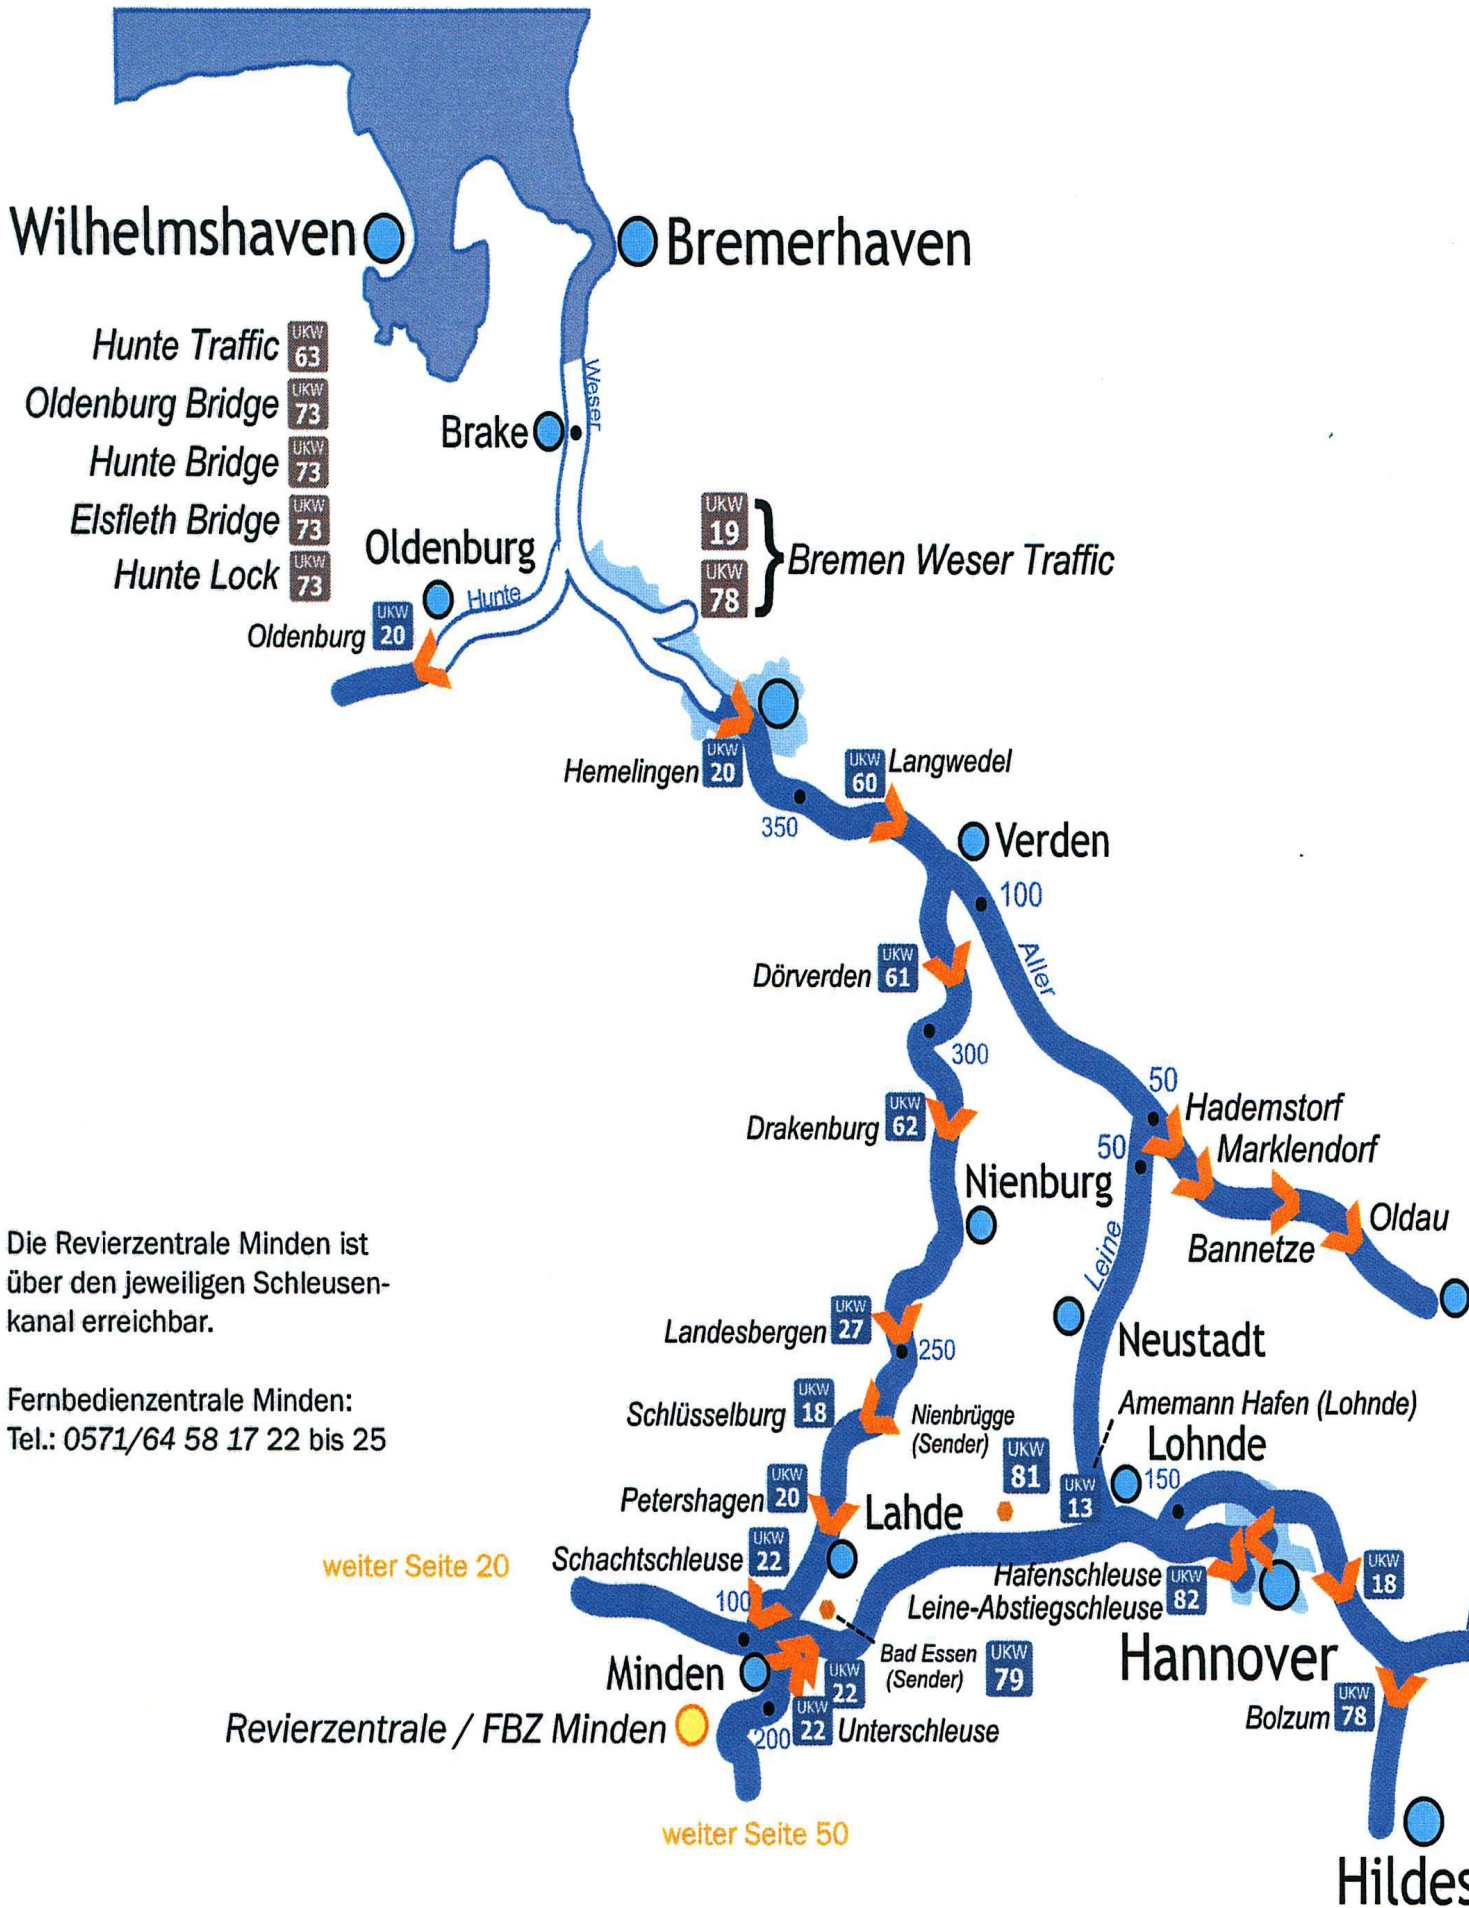 Wilhelmshaven
Bremerhaven
Hunte Traffic UKW 63
Oldenburg Bridge UKW 73
Hunte Bridge UKW 73
Elsfleth Bridge UKW 73
Hunte Lock UKW 73
Weser
Brake
Oldenburg
Hunte
UKW 19
UKW 78
Bremen Weser Traffic
Oldenburg UKW 20
Hemelingen UKW 20
UKW 60 Langwedel
350
Verden
100
Aller
Dörverden UKW 61
300
Drakenburg UKW 62
50
Hademstorf
50
Marklendorf
Nienburg
Oldau
Bannetze
Leine
Die Revierzentrale Minden ist
über den jeweiligen Schleusen-
kanal erreichbar.
Fernbedienzentrale Minden:
Tel.: 0571/64 58 17 22 bis 25
Landesbergen UKW 27
250
Neustadt
Schlüsselburg UKW 18
Nienbrügge
(Sender)
UKW 81
Amemann Hafen (Lohnde)
UKW 13
Lohnde
150
Petershagen UKW 20
Lahde
weiter Seite 20
Schachtschleuse UKW 22
100
Hafenschleuse
Leine-Abstiegschleuse
UKW 82
UKW 18
Hannover
Minden
UKW 22
Bad Essen
(Sender)
UKW 79
Revierzentrale / FBZ Minden
200
UKW 22 Unterschleuse
Bolzum UKW 78
weiter Seite 50
Hildes